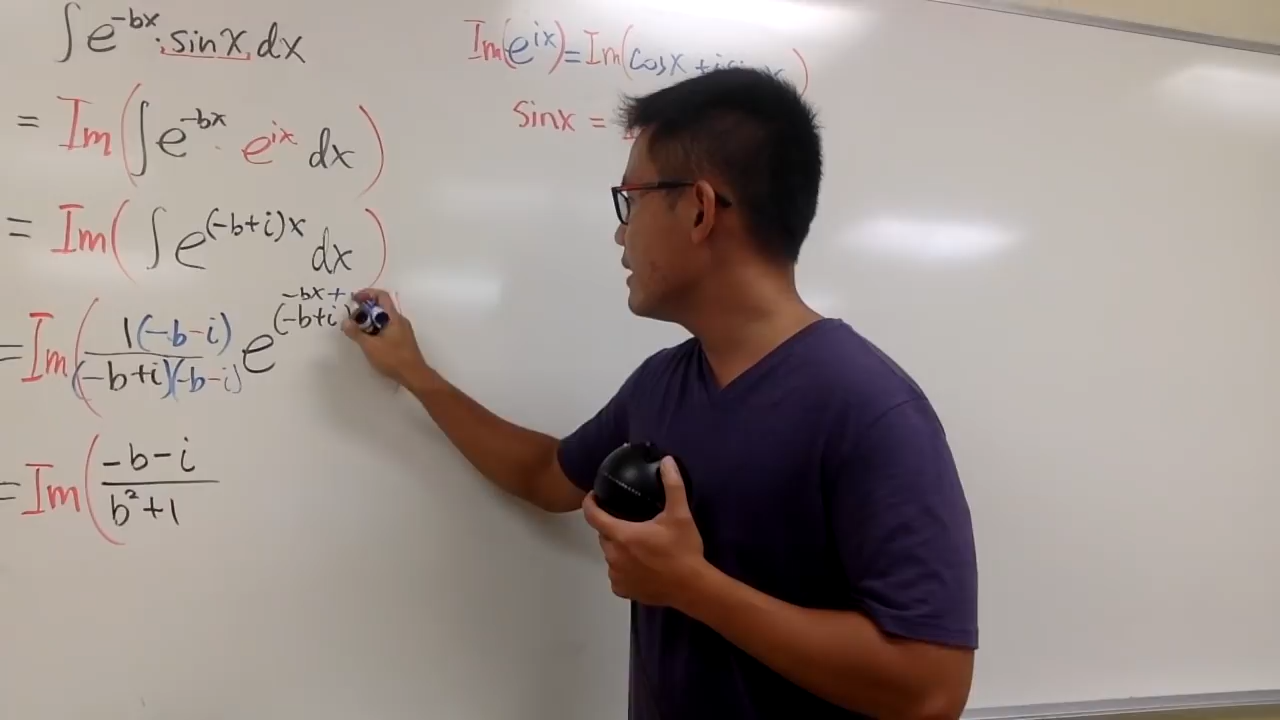 ∫e^{-bx}·sinx dx
= Im(∫e^{-bx}·e^{ix} dx)
= Im(∫e^{(-b+i)x} dx)
-bx+
= Im(1(-b-i)/(-b+i)(-b-i) e^{(-b+i)
= Im(-b-i/b²+1
Im(e^{ix})=Im(cosx+i )
sinx =